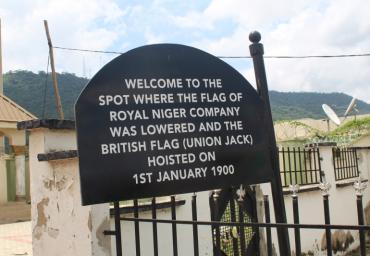 WELCOME TO THE
SPOT WHERE THE FLAG OF
ROYAL NIGER COMPANY
WAS LOWERED AND THE
BRITISH FLAG (UNION JACK)
HOISTED ON
1ST JANUARY 1900